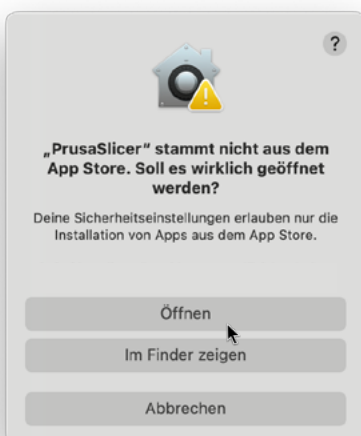 ?
„PrusaSlicer“ stammt nicht aus dem
App Store. Soll es wirklich geöffnet
werden?
Deine Sicherheitseinstellungen erlauben nur die
Installation von Apps aus dem App Store.
Öffnen
Im Finder zeigen
Abbrechen